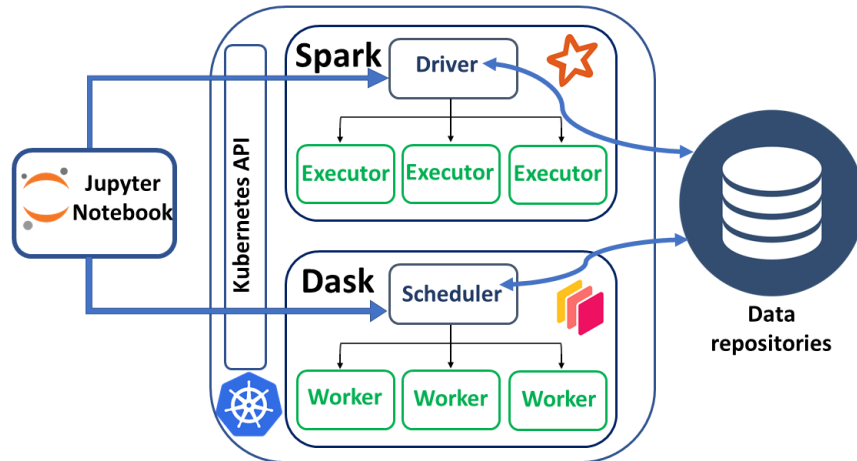 Spark
Driver
Executor
Executor
Executor
Jupyter
Notebook
Kubernetes API
Dask
Scheduler
Worker
Worker
Worker
Data
repositories